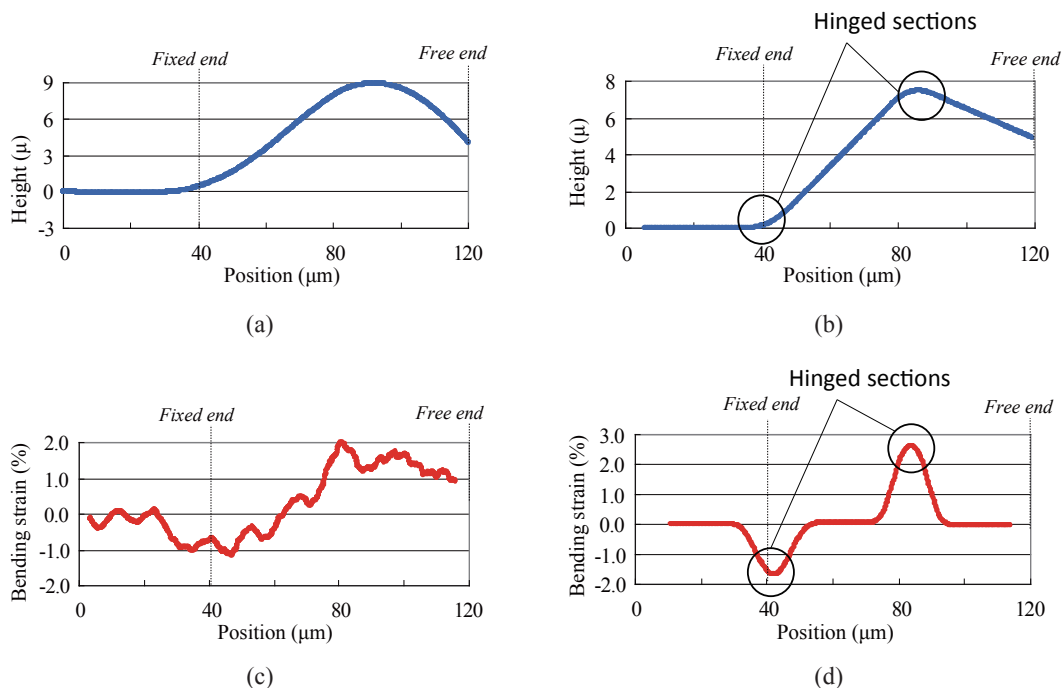 Fixed end
Free end
9
6
3
0
-3
Height (μ)
0
40
80
120
Position (μm)
(a)
Hinged sections
Fixed end
Free end
8
6
4
2
0
Height (μ)
0
40
80
120
Position (μm)
(b)
Fixed end
Free end
2.0
1.0
0.0
-1.0
-2.0
Bending strain (%)
0
40
80
120
Position (μm)
(c)
Hinged sections
Fixed end
Free end
3.0
2.0
1.0
0.0
-1.0
-2.0
Bending strain (%)
0
40
80
120
Position (μm)
(d)